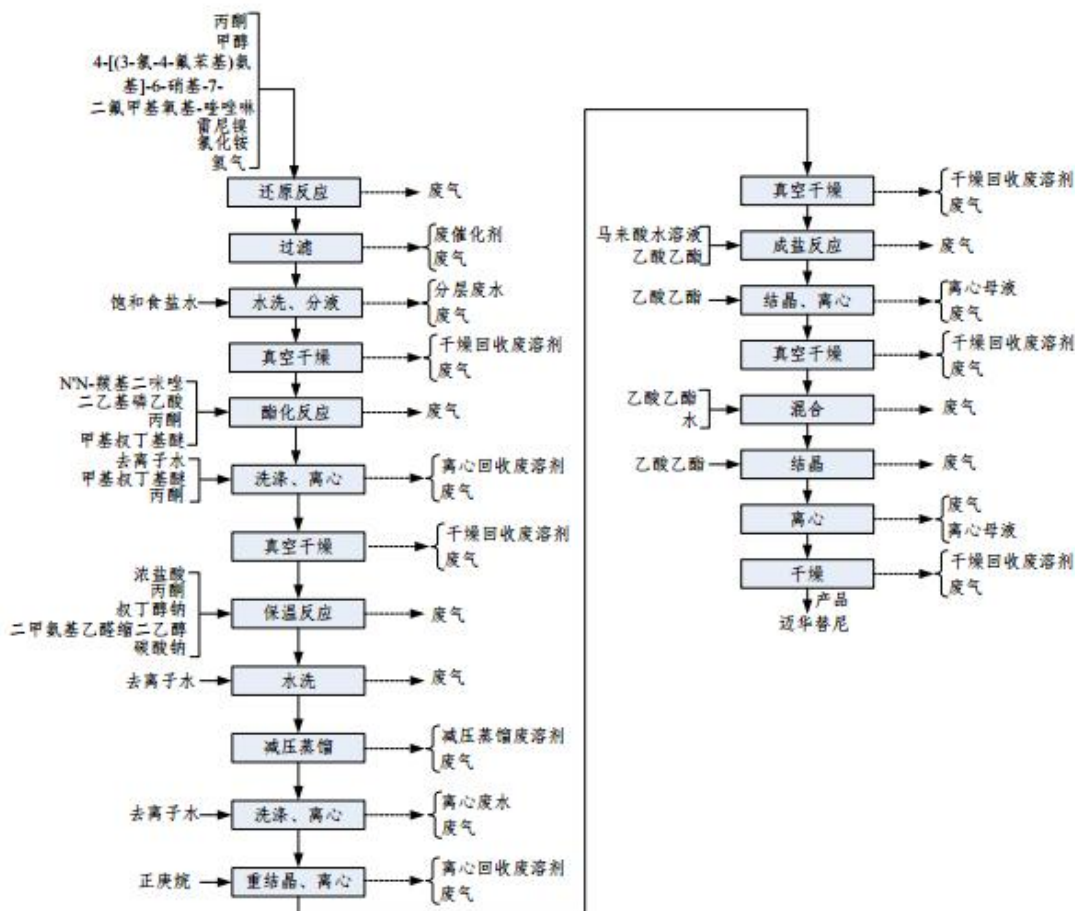 丙酮
甲醇
4-[(3-氯-4-氟苯基)氨
基]-6-硝基-7-
二氟甲基氧基-喹唑啉
雷尼镍
氯化铵
氢气
还原反应
废气
过滤
废催化剂
废气
饱和食盐水
水洗、分液
分层废水
废气
真空干燥
干燥回收废溶剂
废气
N'N-羰基二咪唑
二乙基磷乙酸
丙酮
甲基叔丁基醚
酯化反应
废气
去离子水
甲基叔丁基醚
丙酮
洗涤、离心
离心回收废溶剂
废气
真空干燥
干燥回收废溶剂
废气
浓盐酸
丙酮
叔丁醇钠
二甲氨基乙醛缩二乙醇
碳酸钠
保温反应
废气
去离子水
水洗
废气
减压蒸馏
减压蒸馏废溶剂
废气
去离子水
洗涤、离心
离心废水
废气
正庚烷
重结晶、离心
离心回收废溶剂
废气
真空干燥
干燥回收废溶剂
废气
马来酸水溶液
乙酸乙酯
成盐反应
废气
乙酸乙酯
结晶、离心
离心母液
废气
真空干燥
干燥回收废溶剂
废气
乙酸乙酯
水
混合
废气
乙酸乙酯
结晶
废气
离心
废气
离心母液
干燥
干燥回收废溶剂
废气
产品
迈华替尼